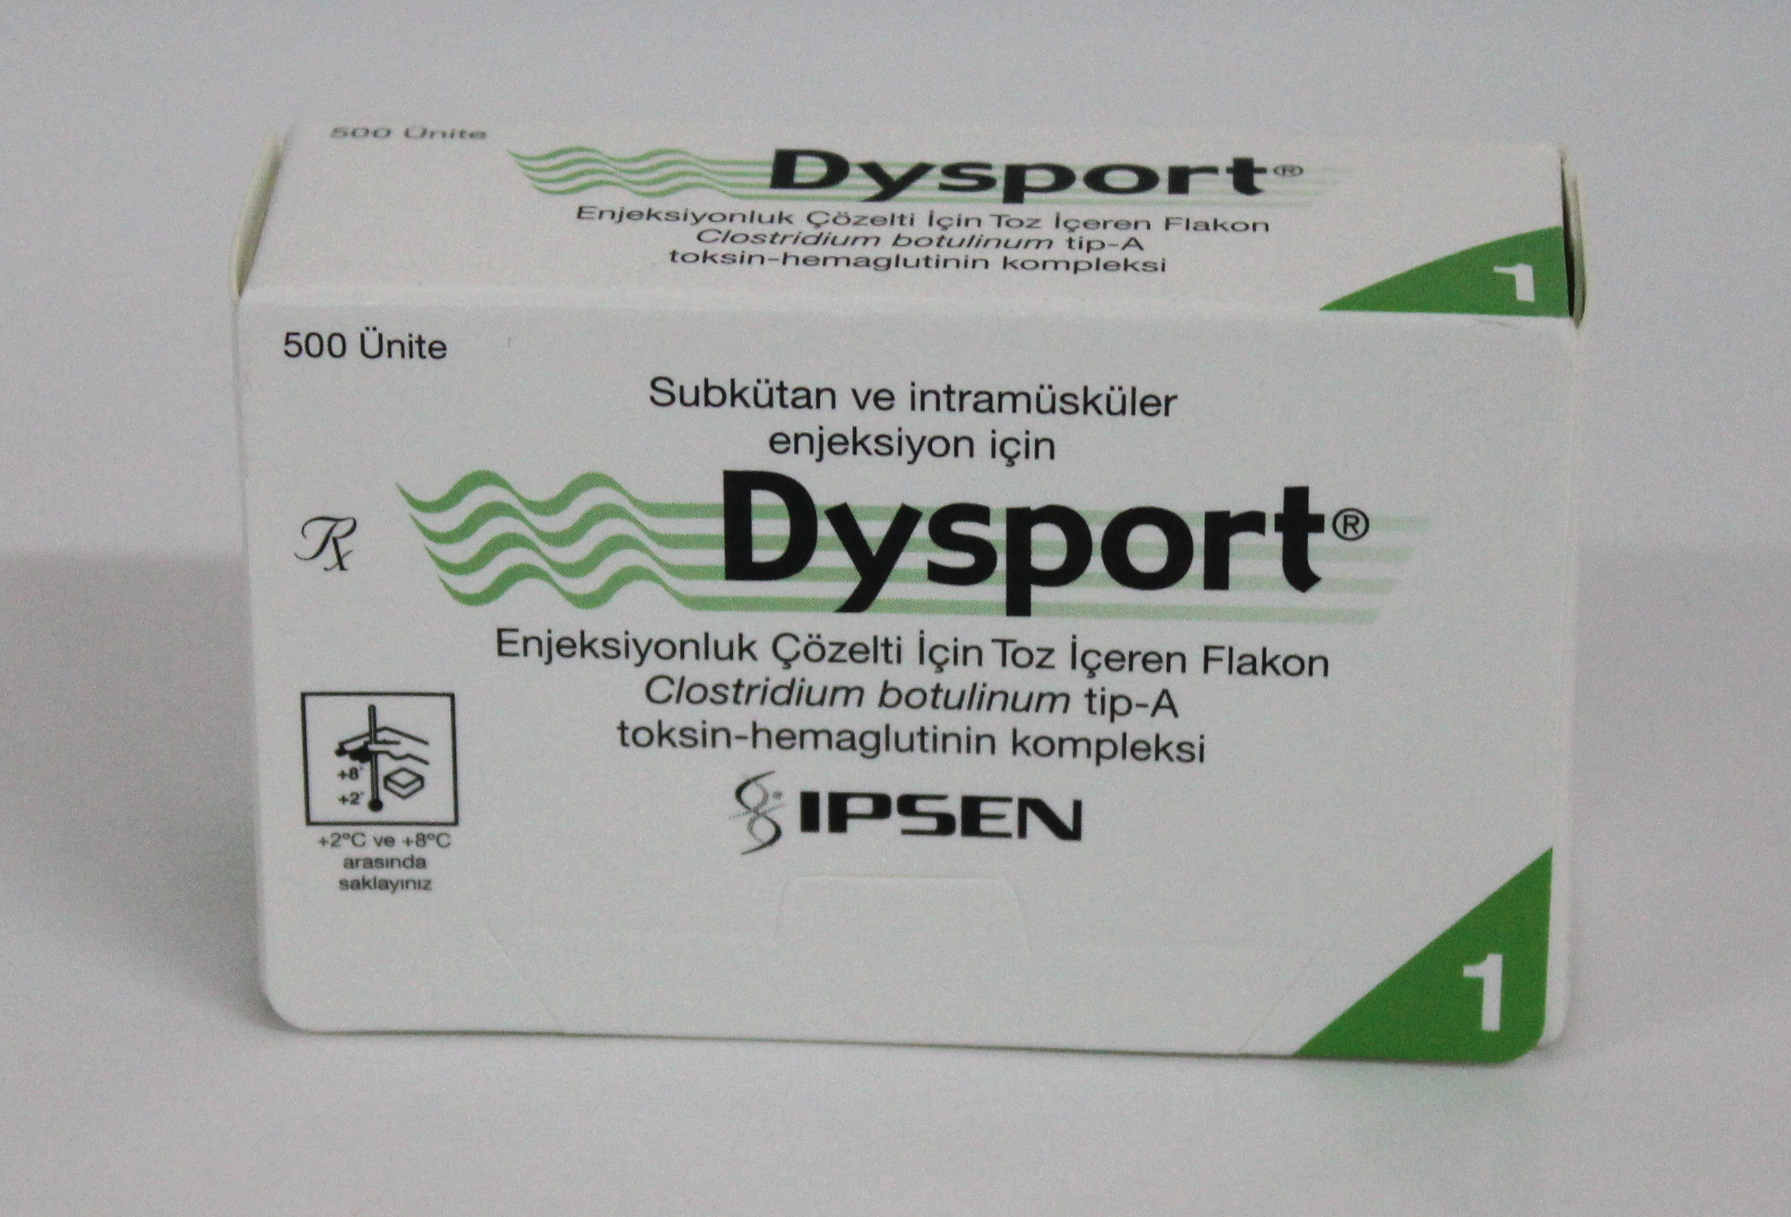 500 Ünite
Dysport®
Enjeksiyonluk Çözelti İçin Toz İçeren Flakon
Clostridium botulinum tip-A
toksin-hemaglutinin kompleksi
1
500 Ünite
Subkütan ve intramüsküler
enjeksiyon için
Rx
Dysport®
Enjeksiyonluk Çözelti İçin Toz İçeren Flakon
Clostridium botulinum tip-A
toksin-hemaglutinin kompleksi
IPSEN
+8°
+2°
+2°C ve +8°C
arasında
saklayınız
1